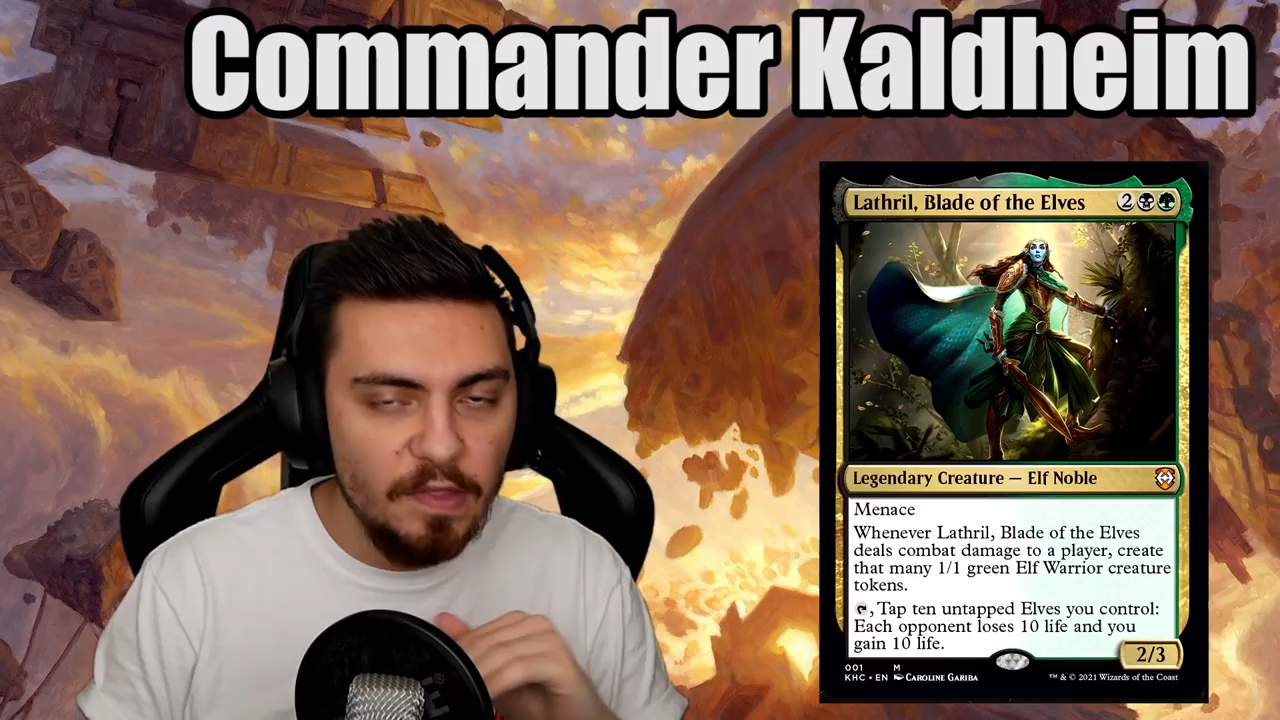 Commander Kaldheim
Lathril, Blade of the Elves 2
Legendary Creature — Elf Noble
Menace
Whenever Lathril, Blade of the Elves
deals combat damage to a player, create
that many 1/1 green Elf Warrior creature
tokens.
, Tap ten untapped Elves you control:
Each opponent loses 10 life and you
gain 10 life.
2/3
001 M
KHC • EN CAROLINE GARIBA
™ & © 2021 Wizards of the Coast